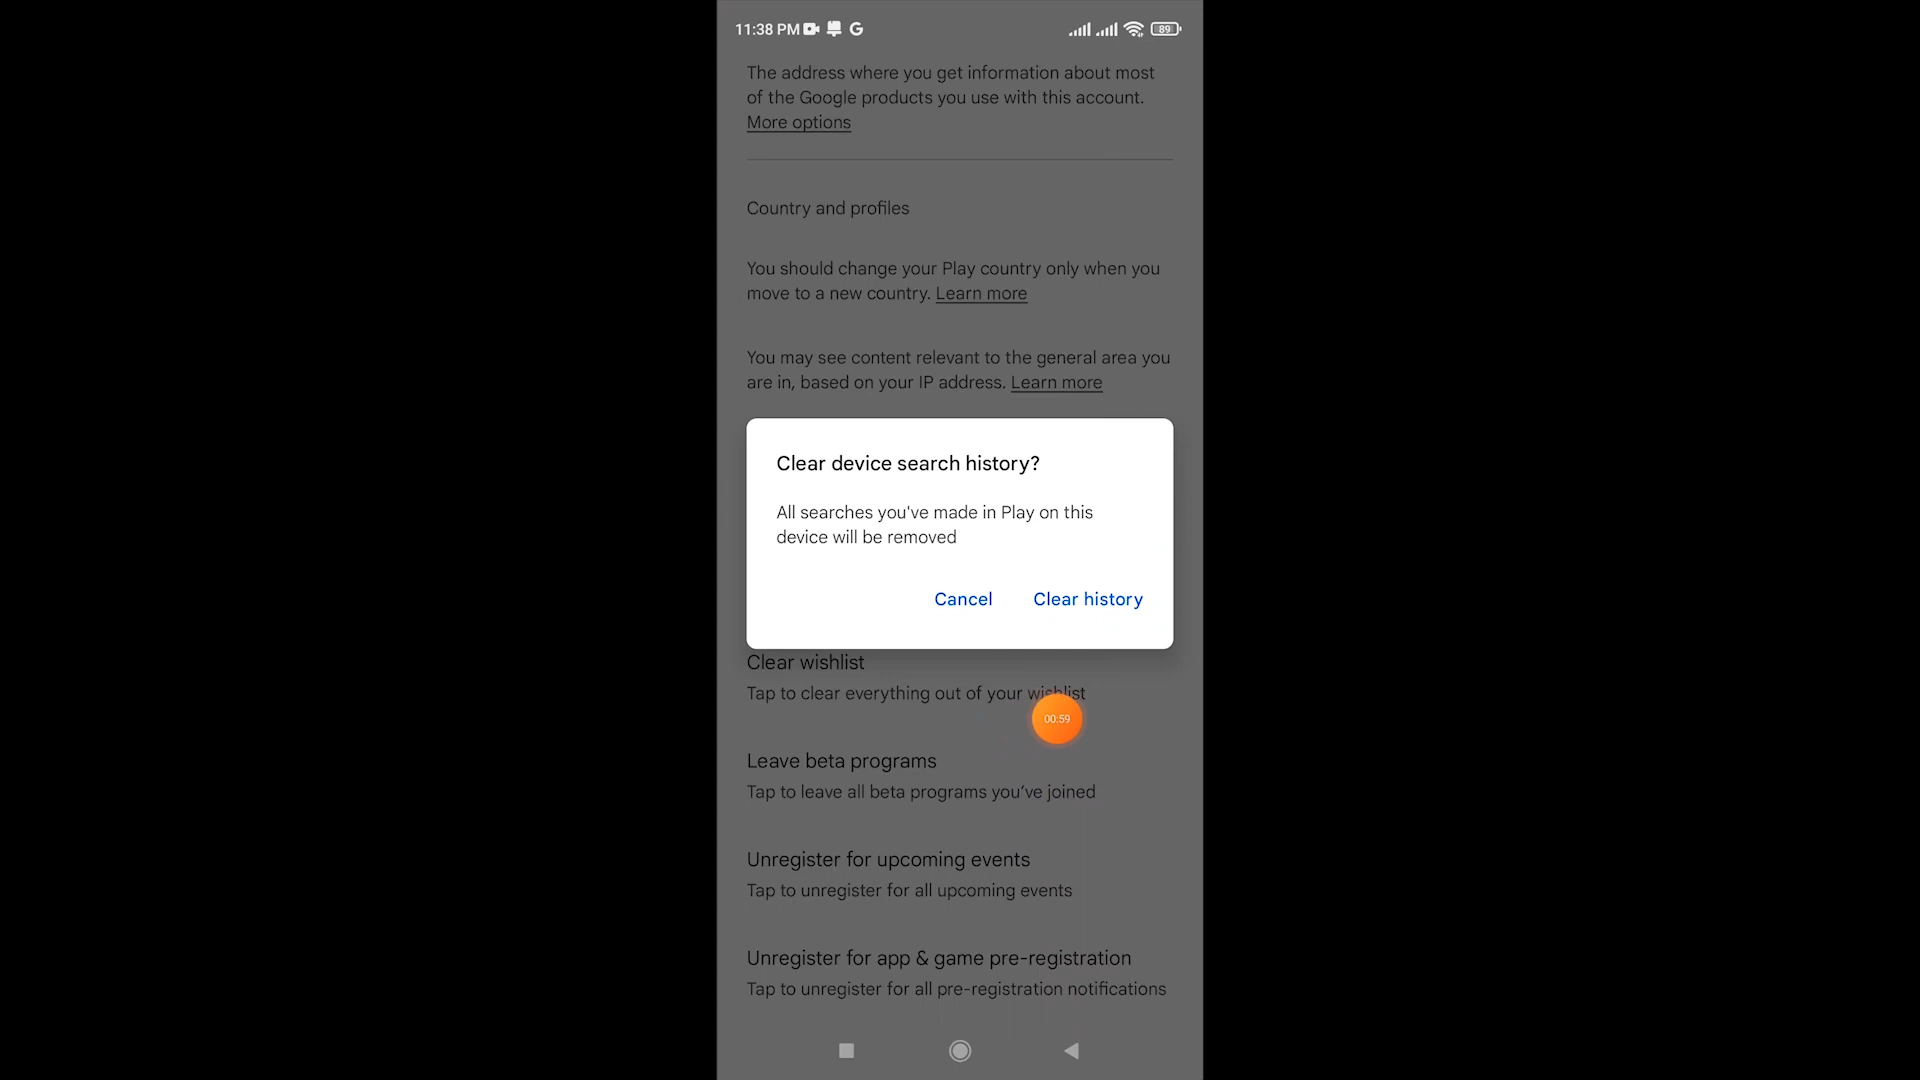 11:38 PM G 89
The address where you get information about most
of the Google products you use with this account.
More options
Country and profiles
You should change your Play country only when you
move to a new country. Learn more
You may see content relevant to the general area you
are in, based on your IP address. Learn more
Clear device search history?
All searches you've made in Play on this
device will be removed
Cancel Clear history
Clear wishlist
Tap to clear everything out of your wishlist
00:59
Leave beta programs
Tap to leave all beta programs you’ve joined
Unregister for upcoming events
Tap to unregister for all upcoming events
Unregister for app & game pre-registration
Tap to unregister for all pre-registration notifications